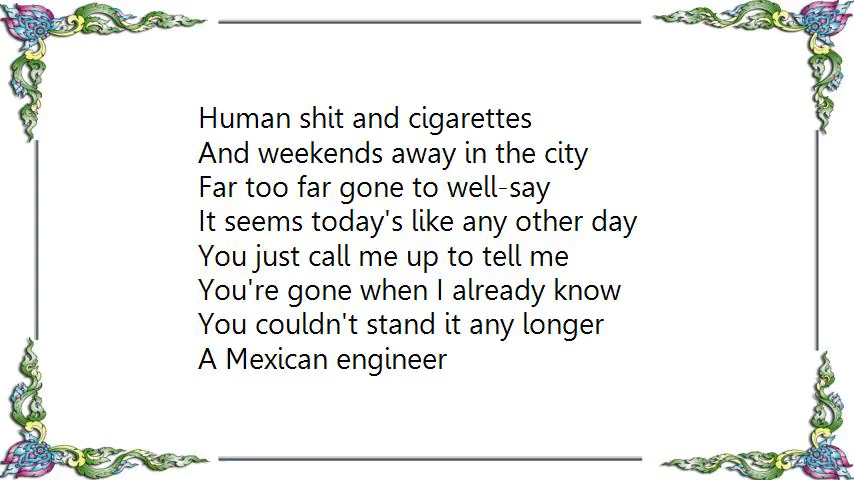 Human shit and cigarettes
And weekends away in the city
Far too far gone to well-say
It seems today's like any other day
You just call me up to tell me
You're gone when I already know
You couldn't stand it any longer
A Mexican engineer